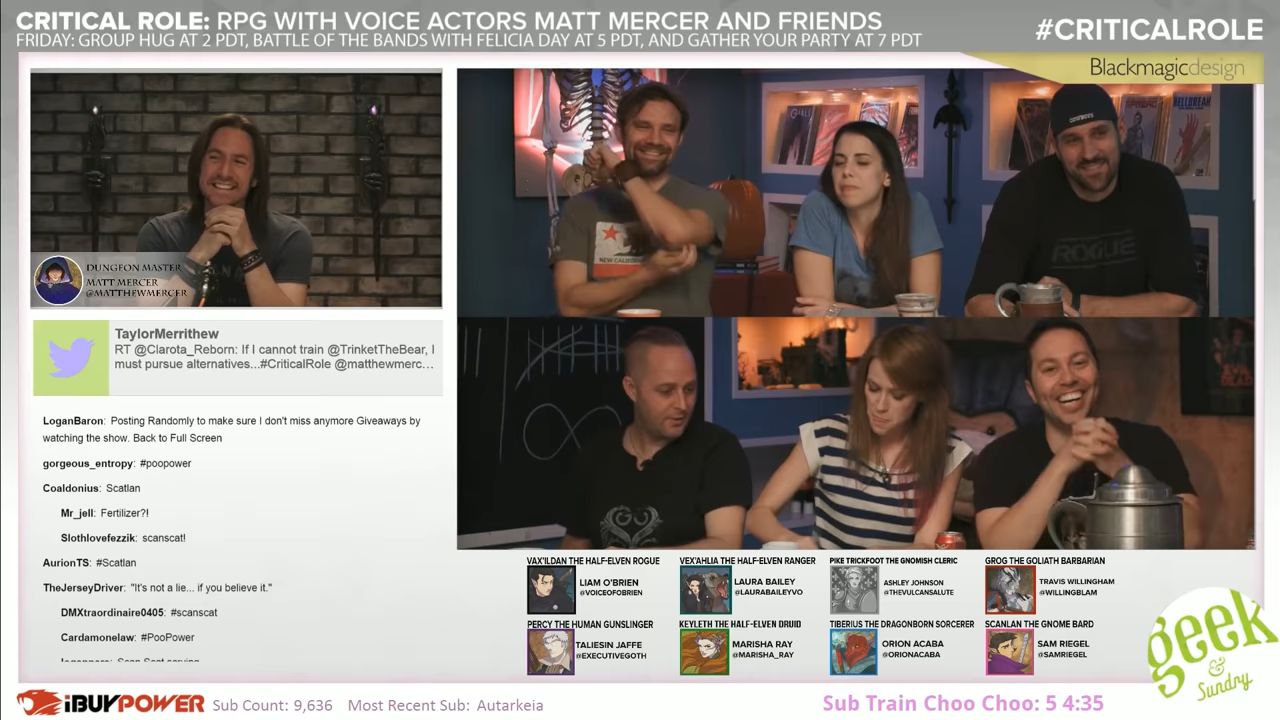 CRITICAL ROLE: RPG WITH VOICE ACTORS MATT MERCER AND FRIENDS
FRIDAY: GROUP HUG AT 2 PDT, BATTLE OF THE BANDS WITH FELICIA DAY AT 5 PDT, AND GATHER YOUR PARTY AT 7 PDT
#CRITICALROLE
Blackmagicdesign
DUNGEON MASTER
MATT MERCER
@MATTHEWMERCER
NEW CALIFORNIA
COWBOYS
ROGUE
HELLBREAK
TaylorMerrithew
RT @Clarota_Reborn: If I cannot train @TrinketTheBear, I
must pursue alternatives...#CriticalRole @matthewmerc...
LoganBaron: Posting Randomly to make sure I don't miss anymore Giveaways by
watching the show. Back to Full Screen
gorgeous_entropy: #poopower
Coaldonius: Scatlan
Mr_jell: Fertilizer?!
Slothlovefezzik: scanscat!
AurionTS: #Scatlan
TheJerseyDriver: "It's not a lie... if you believe it."
DMXtraordinaire0405: #scanscat
Cardamonelaw: #PooPower
VAX'ILDAN THE HALF-ELVEN ROGUE
LIAM O'BRIEN
@VOICEOFOBRIEN
VEX'AHLIA THE HALF-ELVEN RANGER
LAURA BAILEY
@LAURABAILEYVO
PIKE TRICKFOOT THE GNOMISH CLERIC
ASHLEY JOHNSON
@THEVULCANSALUTE
GROG THE GOLIATH BARBARIAN
TRAVIS WILLINGHAM
@WILLINGBLAM
PERCY THE HUMAN GUNSLINGER
TALIESIN JAFFE
@EXECUTIVEGOTH
KEYLETH THE HALF-ELVEN DRUID
MARISHA RAY
@MARISHA_RAY
TIBERIUS THE DRAGONBORN SORCERER
ORION ACABA
@ORIONACABA
SCANLAN THE GNOME BARD
SAM RIEGEL
@SAMRIEGEL
geek
&
Sundry
iBUYPOWER
Sub Count: 9,636 Most Recent Sub: Autarkeia
Sub Train Choo Choo: 5 4:35